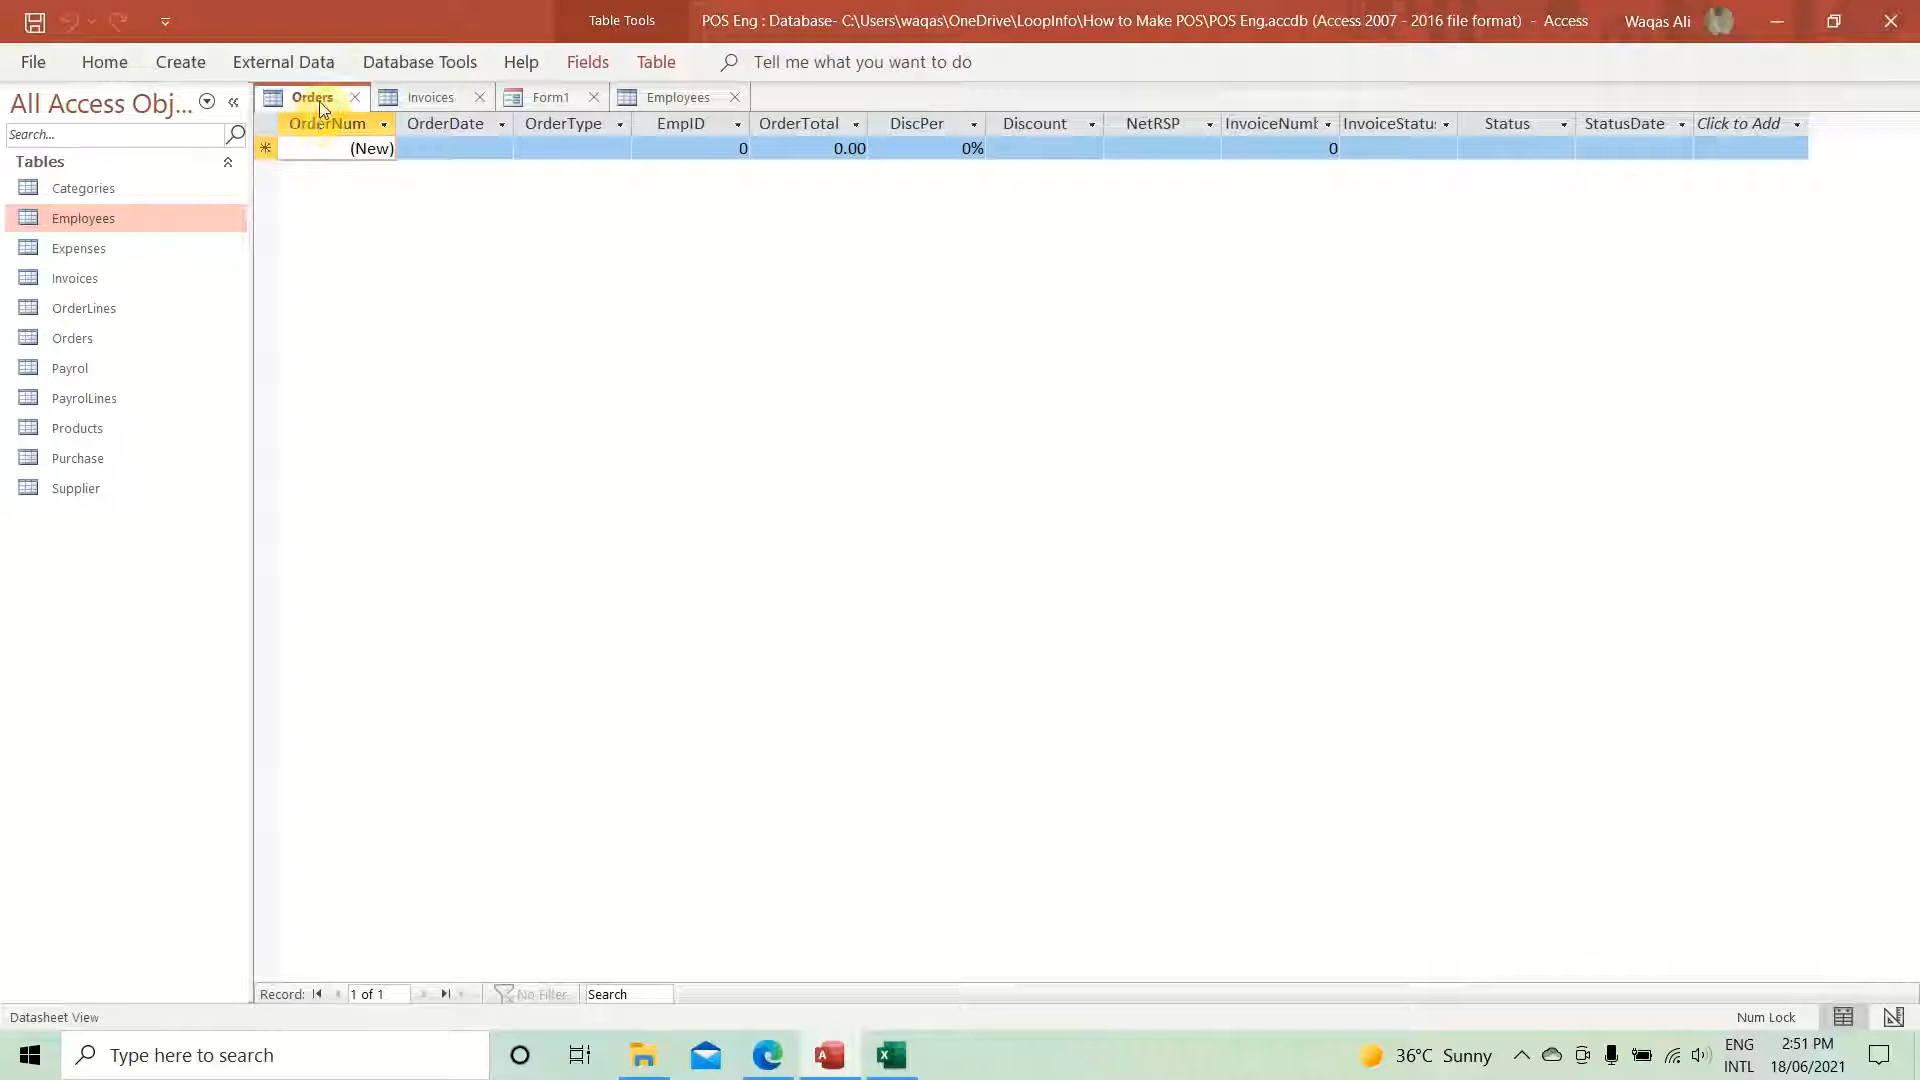 Table Tools
POS Eng : Database- C:\Users\waqas\OneDrive\LoopInfo\How to Make POS\POS Eng.accdb (Access 2007 - 2016 file format) - Access
Waqas Ali
File Home Create External Data Database Tools Help Fields Table Tell me what you want to do
All Access Obj...
Orders Invoices Form1 Employees
OrderNum OrderDate OrderType EmpID OrderTotal DiscPer Discount NetRSP InvoiceNuml InvoiceStatu Status StatusDate Click to Add
(New) 0 0.00 0% 0
Search...
Tables
Categories
Employees
Expenses
Invoices
OrderLines
Orders
Payrol
PayrolLines
Products
Purchase
Supplier
Record: 1 of 1 No Filter Search
Datasheet View
Num Lock
Type here to search
36°C Sunny
ENG
INTL
2:51 PM
18/06/2021